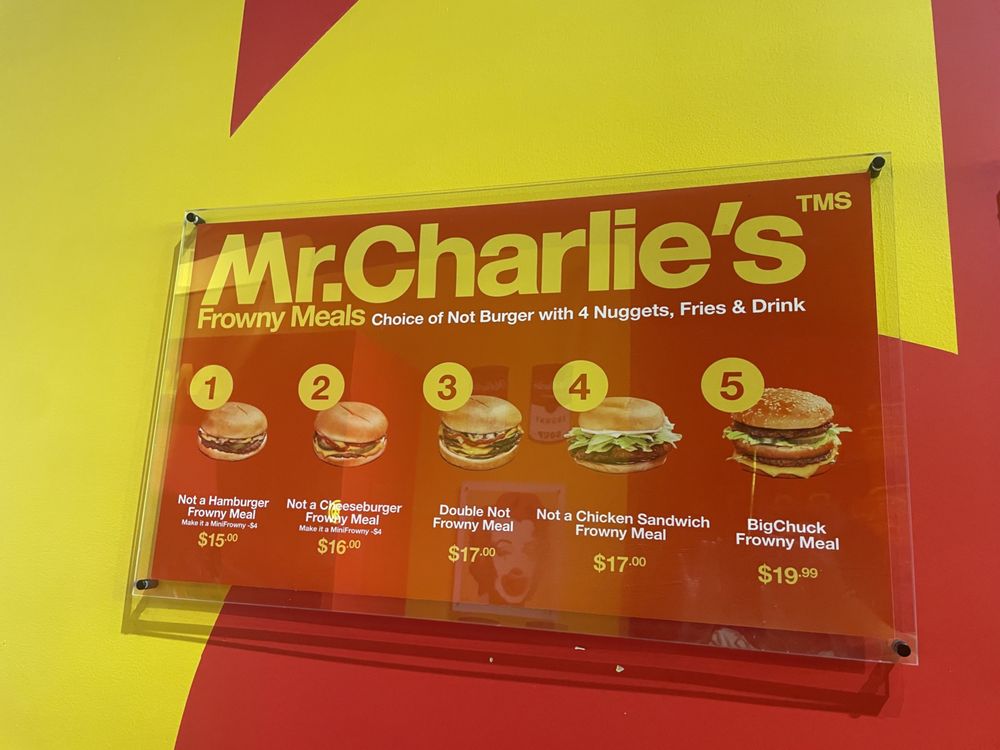 Mr.Charlie's TMS
Frowny Meals Choice of Not Burger with 4 Nuggets, Fries & Drink
1
2
3
4
5
Not a Hamburger
Frowny Meal
Make it a MiniFrowny -$4
$15.00
Not a Cheeseburger
Frowny Meal
Make it a MiniFrowny -$4
$16.00
Double Not
Frowny Meal
$17.00
Not a Chicken Sandwich
Frowny Meal
$17.00
BigChuck
Frowny Meal
$19.99